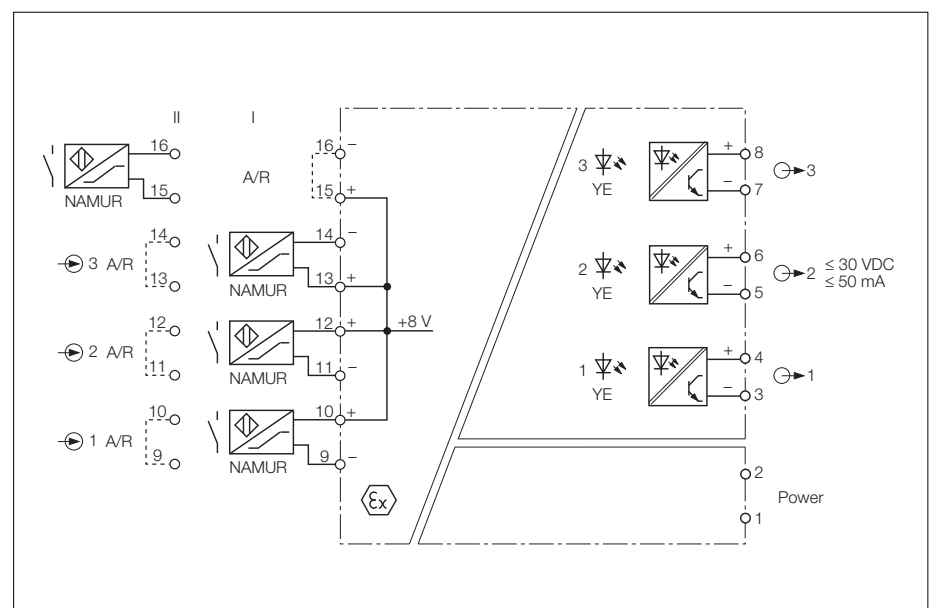 II I
16
15
NAMUR
14
3 A/R
13
12
2 A/R
11
10
1 A/R
9
A/R
16 −
15 +
14 −
13 +
NAMUR
12 +
+8 V
11 −
NAMUR
10 +
9 −
NAMUR
Ex
3
YE
+ 8
− 7
3
2
YE
+ 6
− 5
2 ≤ 30 VDC
≤ 50 mA
1
YE
+ 4
− 3
1
2
Power
1